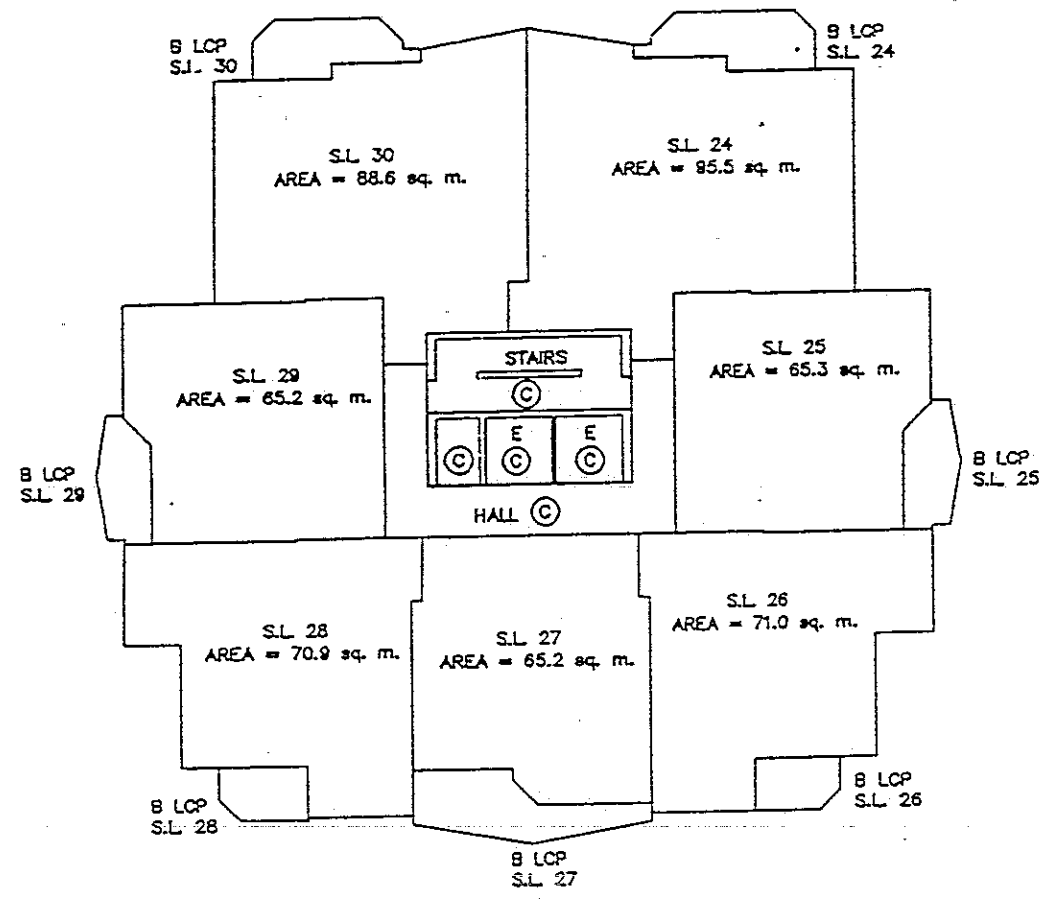 B LCP
S.L. 30
B LCP
S.L. 24
S.L. 30
AREA = 88.6 sq. m.
S.L. 24
AREA = 95.5 sq. m.
STAIRS
C
S.L. 29
AREA = 65.2 sq. m.
S.L. 25
AREA = 65.3 sq. m.
E
E
C
C
C
B LCP
S.L. 29
B LCP
S.L. 25
HALL C
S.L. 28
AREA = 70.9 sq. m.
S.L. 27
AREA = 65.2 sq. m.
S.L. 26
AREA = 71.0 sq. m.
B LCP
S.L. 28
B LCP
S.L. 26
B LCP
S.L. 27